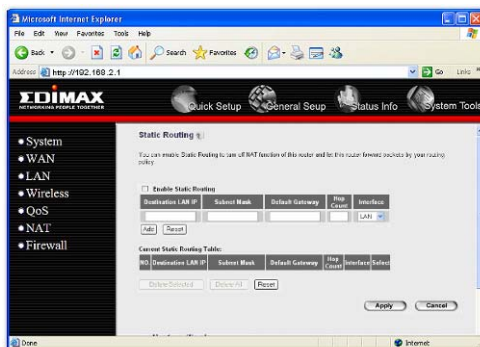 Microsoft Internet Explorer
File Edit View Favorites Tools Help
Back Search Favorites
Address http://192.168.2.1 Go Links
EDIMAX
NETWORKING PEOPLE TOGETHER
Quick Setup General Seup Status Info System Tools
System
WAN
LAN
Wireless
QoS
NAT
Firewall
Static Routing
You can enable Static Routing to turn off NAT function of this router and let this router forward packets by your routing policy.
Enable Static Routing
Destination LAN IP Subnet Mask Default Gateway Hop Count Interface
LAN
Add Reset
Current Static Routing Table:
NO. Destination LAN IP Subnet Mask Default Gateway Hop Count Interface Select
Delete Selected Delete All Reset
Apply Cancel
Done Internet